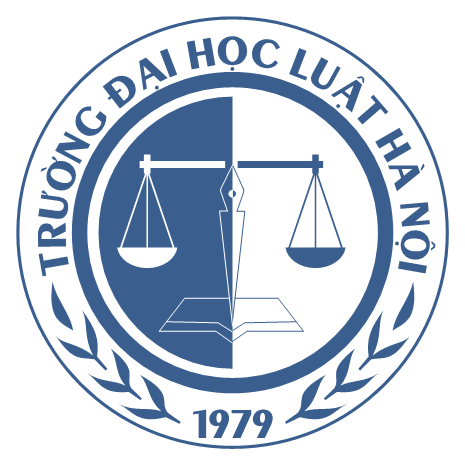 TRƯỜNG ĐẠI HỌC LUẬT HÀ NỘI
1979